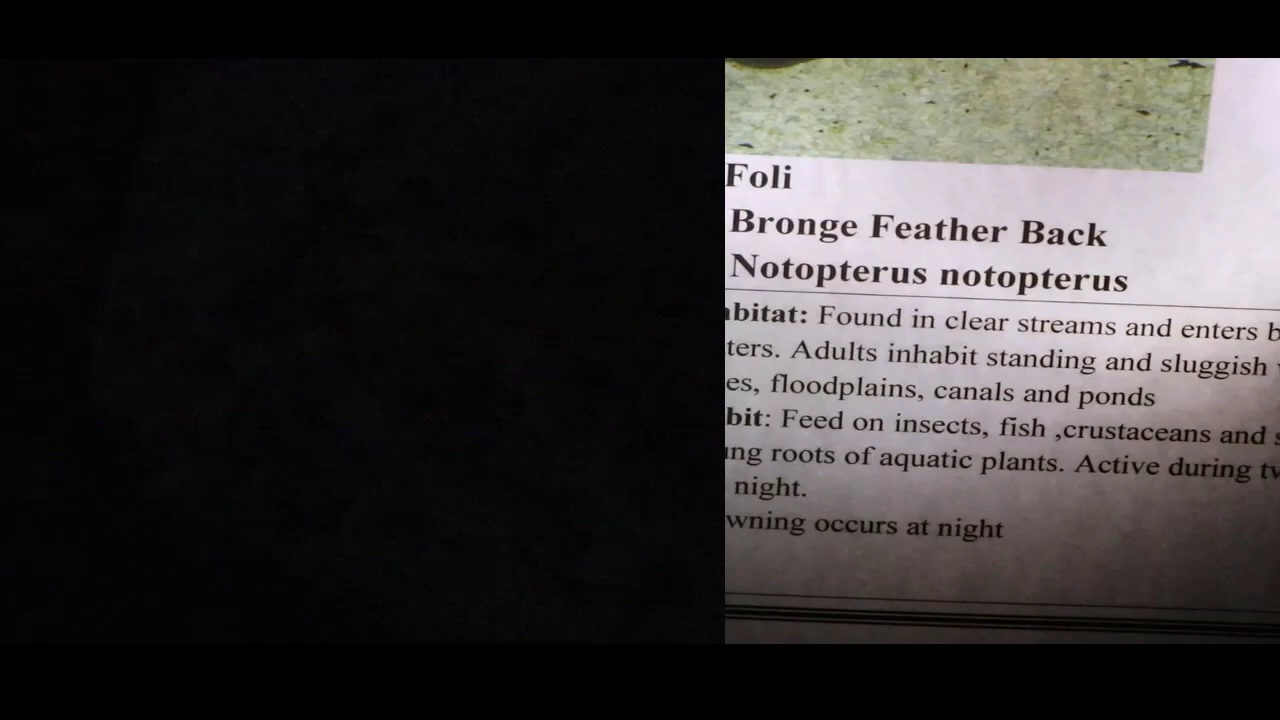 Foli
Bronge Feather Back
Notopterus notopterus
abitat: Found in clear streams and enters b
ters. Adults inhabit standing and sluggish
es, floodplains, canals and ponds
bit: Feed on insects, fish ,crustaceans and s
ung roots of aquatic plants. Active during tw
night.
wning occurs at night